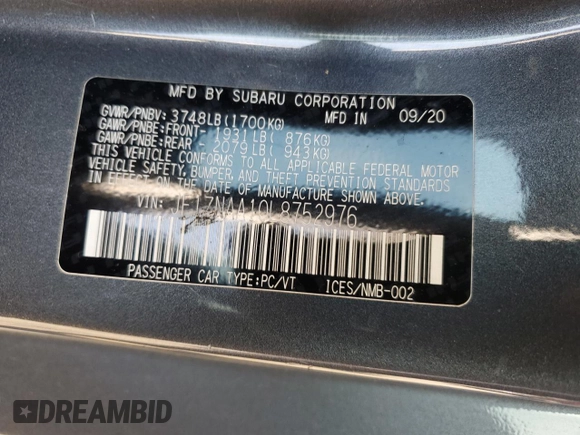 MFD BY SUBARU CORPORATION
GVWR/PNBV: 3748LB(1700KG) MFD IN 09/20
GAWR/PNBE:FRONT- 1931LB( 876KG)
GAWR/PNBE:REAR - 2079LB( 943KG)
THIS VEHICLE CONFORMS TO ALL APPLICABLE FEDERAL MOTOR
VEHICLE SAFETY, BUMPER, AND THEFT PREVENTION STANDARDS
IN EFFECT ON THE DATE OF MANUFACTURE SHOWN ABOVE.
VIN: JF1ZNAA10L8752976
PASSENGER CAR TYPE:PC/VT ICES/NMB-002
DREAMBID